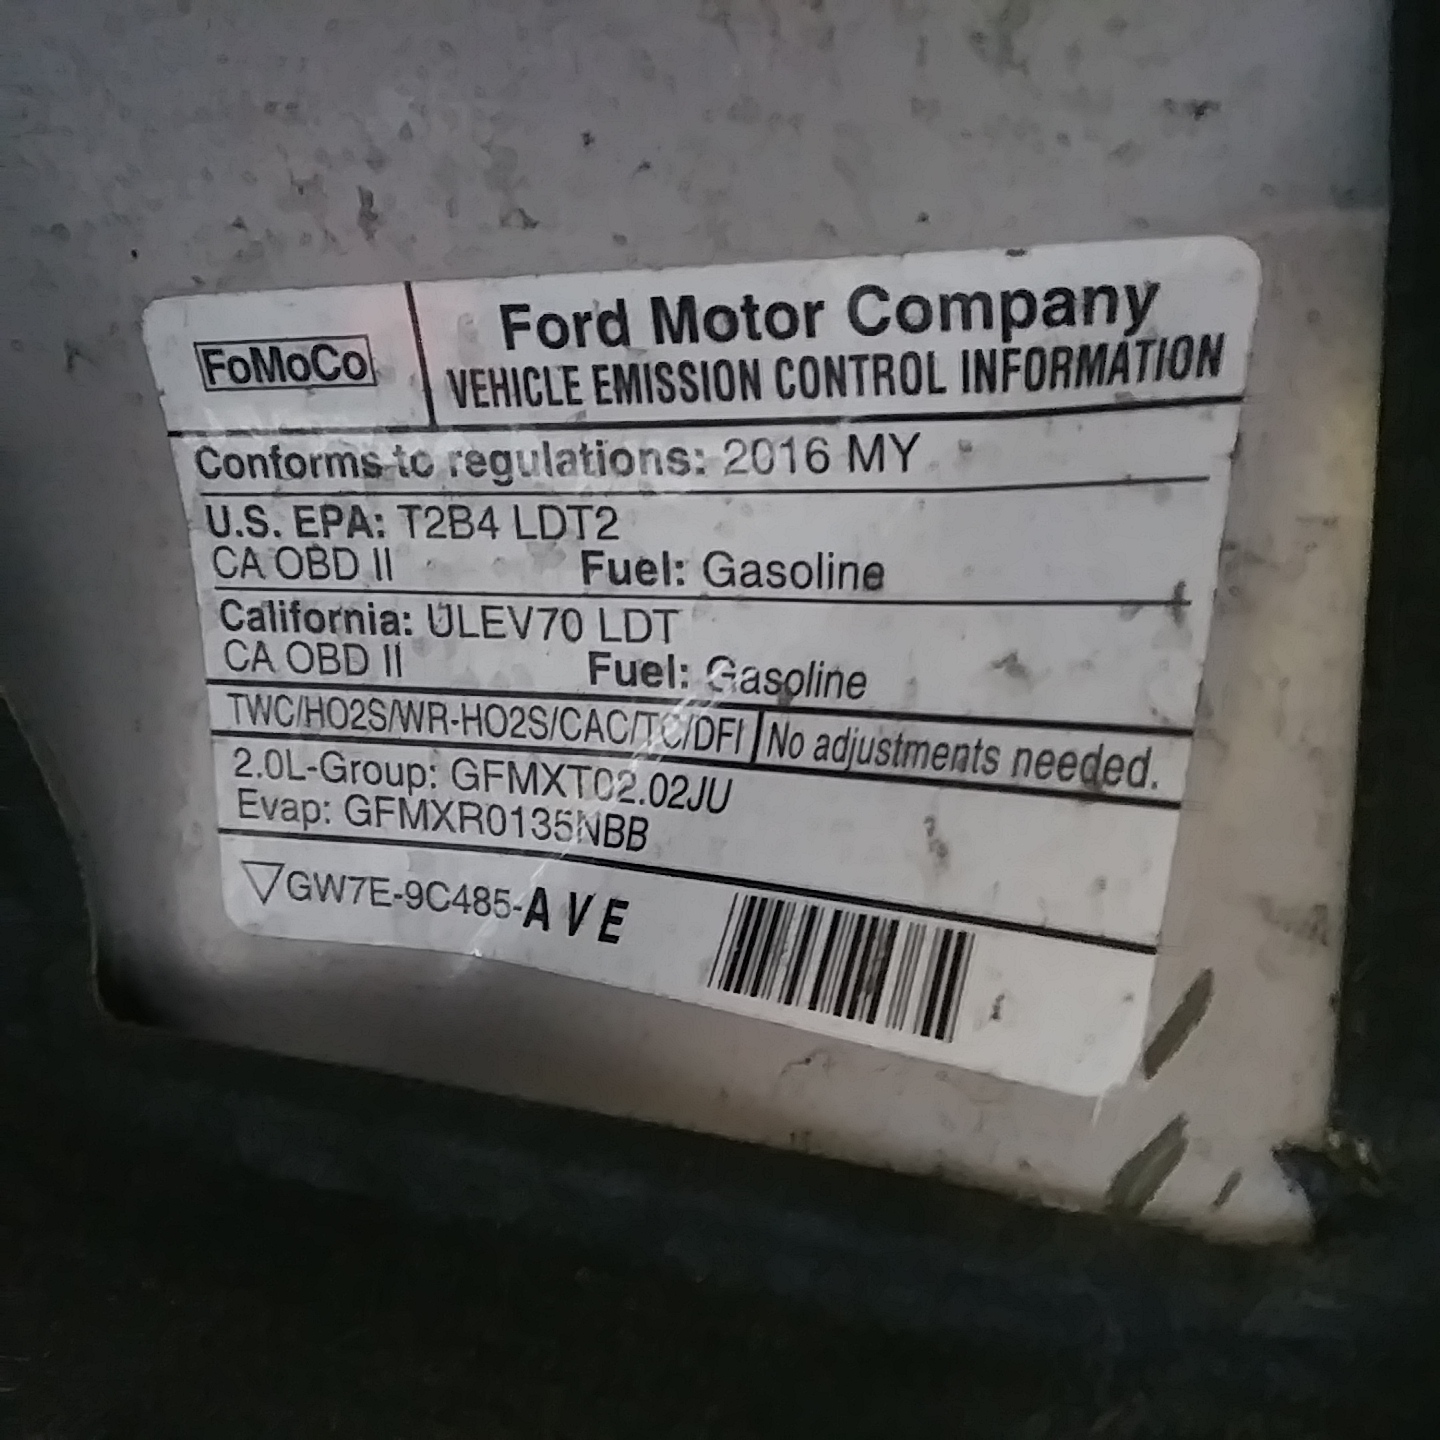 FoMoCo
Ford Motor Company
VEHICLE EMISSION CONTROL INFORMATION
Conforms to regulations: 2016 MY
U.S. EPA: T2B4 LDT2
CA OBD II Fuel: Gasoline
California: ULEV70 LDT
CA OBD II Fuel: Gasoline
TWC/HO2S/WR-HO2S/CAC/TC/DFI No adjustments needed.
2.0L-Group: GFMXT02.02JU
Evap: GFMXR0135NBB
▽GW7E-9C485-AVE